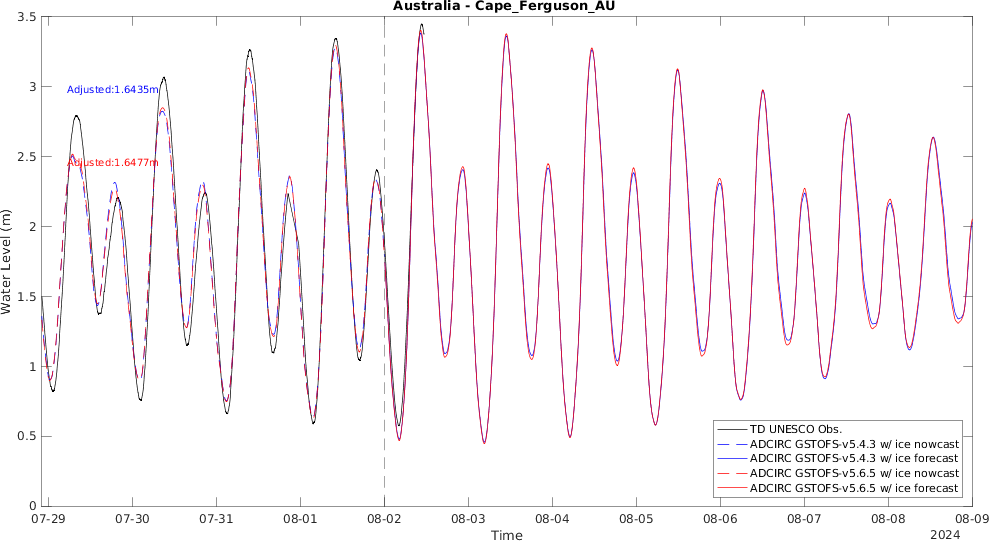 Australia - Cape_Ferguson_AU
3.5
3
2.5
2
1.5
1
0.5
0
Water Level (m)
Adjusted:1.6435m
Adjusted:1.6477m
TD UNESCO Obs.
ADCIRC GSTOFS-v5.4.3 w/ ice nowcast
ADCIRC GSTOFS-v5.4.3 w/ ice forecast
ADCIRC GSTOFS-v5.6.5 w/ ice nowcast
ADCIRC GSTOFS-v5.6.5 w/ ice forecast
07-29 07-30 07-31 08-01 08-02 08-03 08-04 08-05 08-06 08-07 08-08 08-09
Time
2024